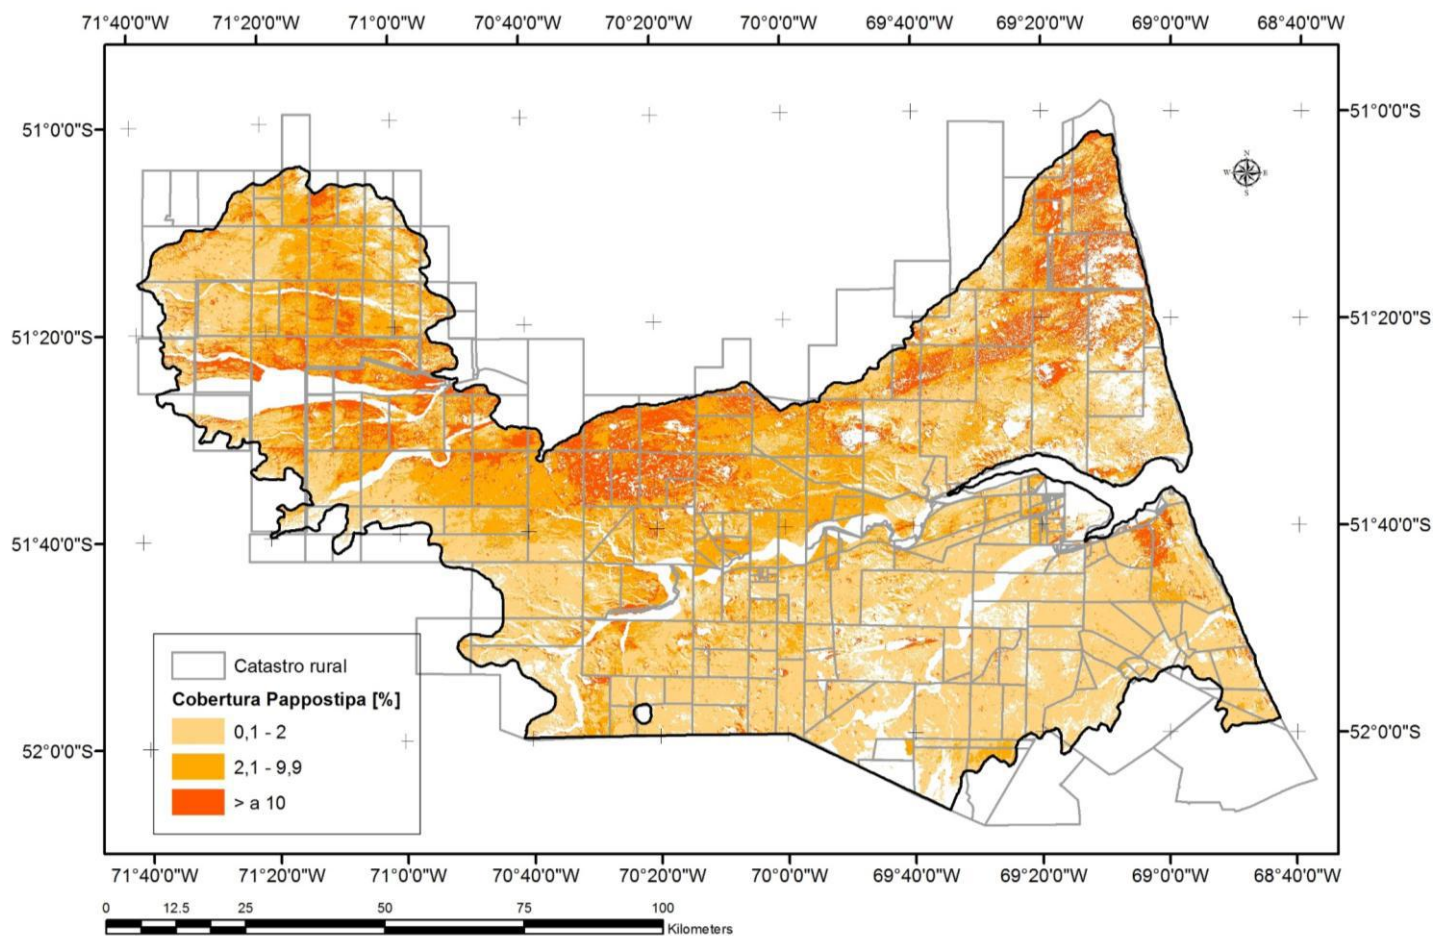 71°40'0"W 71°20'0"W 71°0'0"W 70°40'0"W 70°20'0"W 70°0'0"W 69°40'0"W 69°20'0"W 69°0'0"W 68°40'0"W
51°0'0"S 51°0'0"S
N
W E
S
51°20'0"S 51°20'0"S
51°40'0"S 51°40'0"S
Catastro rural
Cobertura Pappostipa [%]
0,1 - 2
52°0'0"S 52°0'0"S
2,1 - 9,9
> a 10
71°40'0"W 71°20'0"W 71°0'0"W 70°40'0"W 70°20'0"W 70°0'0"W 69°40'0"W 69°20'0"W 69°0'0"W 68°40'0"W
0 12.5 25 50 75 100
Kilometers